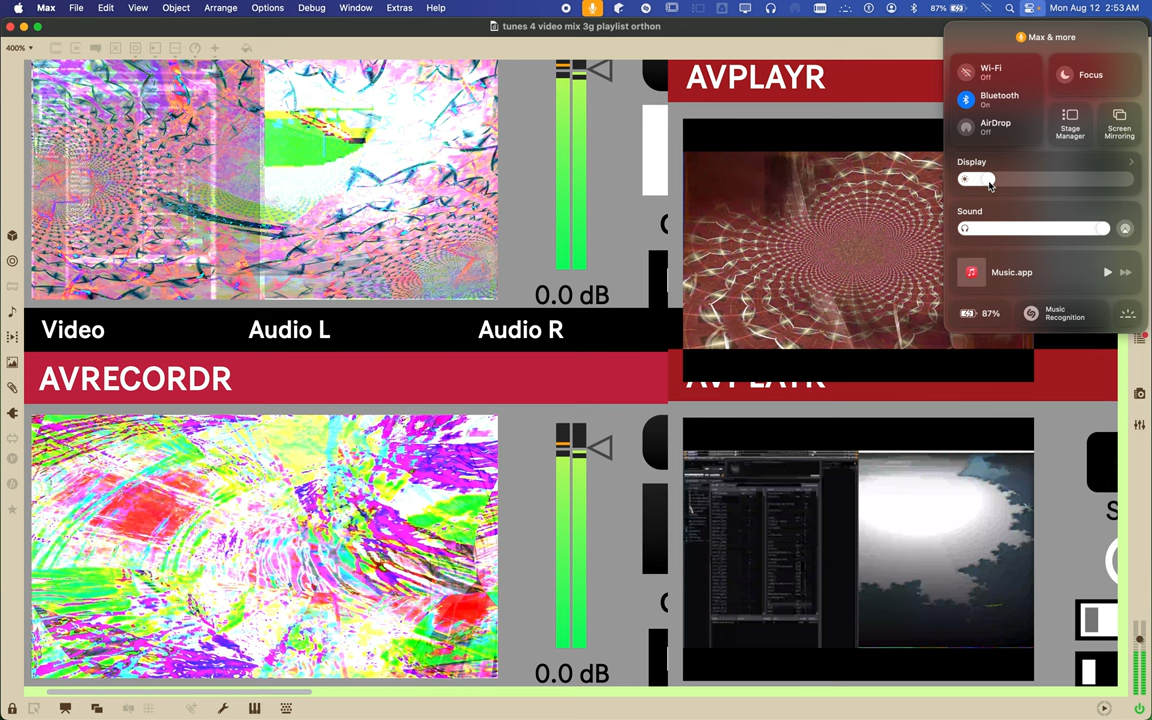 Max File Edit View Object Arrange Options Debug Window Extras Help 87% Mon Aug 12 2:53 AM
tunes 4 video mix 3g playlist orthon
400%
Max & more
Wi-Fi
Off
Focus
Bluetooth
On
AirDrop
Off
Stage
Manager
Screen
Mirroring
Display
Sound
Music.app
87%
Music
Recognition
AVPLAYR
0.0 dB
Video Audio L Audio R
AVRECORDR
AVPLAYR
0.0 dB